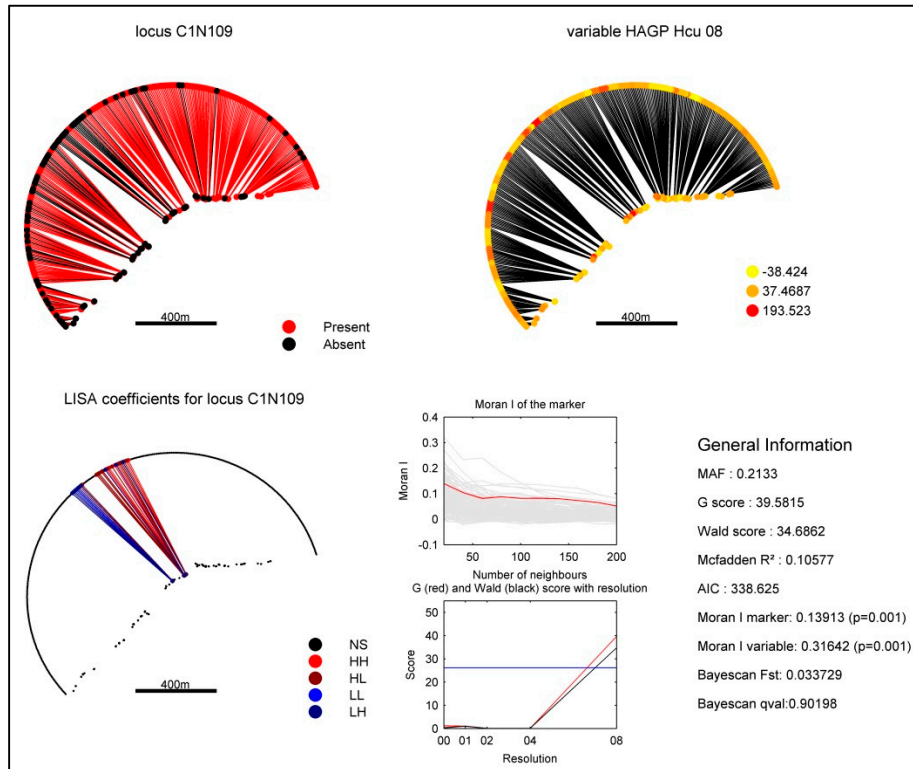 locus C1N109
variable HAGP Hcu 08
400m
Present
Absent
400m
-38.424
37.4687
193.523
LISA coefficients for locus C1N109
400m
NS
HH
HL
LL
LH
Moran I of the marker
0.4
0.3
0.2
0.1
0
-0.1
Moran I
50
100
150
200
Number of neighbours
G (red) and Wald (black) score with resolution
50
40
30
20
10
0
Score
00
01
02
04
08
Resolution
General Information
MAF : 0.2133
G score : 39.5815
Wald score : 34.6862
Mcfadden R² : 0.10577
AIC : 338.625
Moran I marker: 0.13913 (p=0.001)
Moran I variable: 0.31642 (p=0.001)
Bayescan Fst: 0.033729
Bayescan qval:0.90198